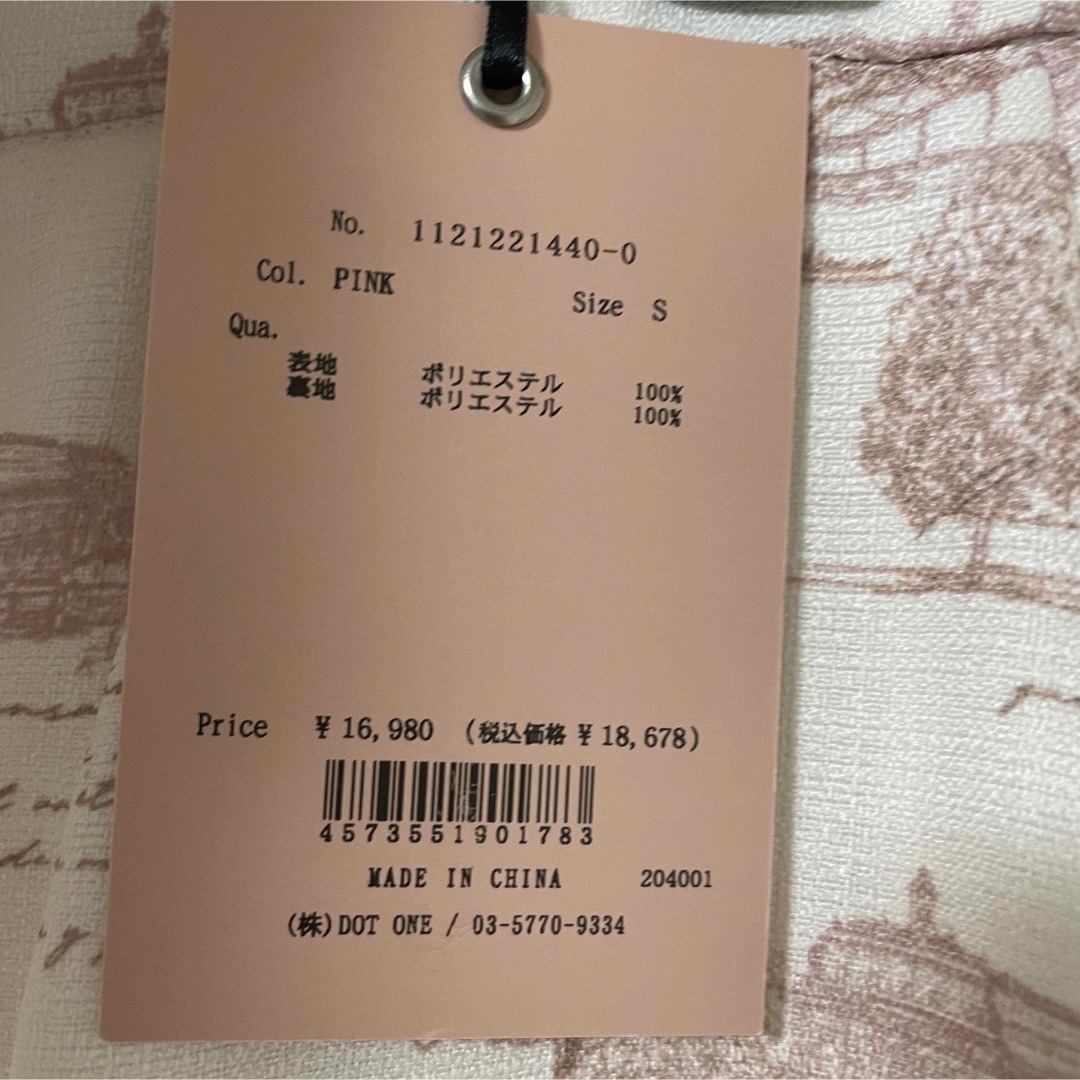 No. 1121221440-0
Col. PINK Size S
Qua.
表地 ポリエステル 100%
裏地 ポリエステル 100%
Price ¥ 16,980 (税込価格 ¥ 18,678)
4573551901783
MADE IN CHINA 204001
(株)DOT ONE / 03-5770-9334